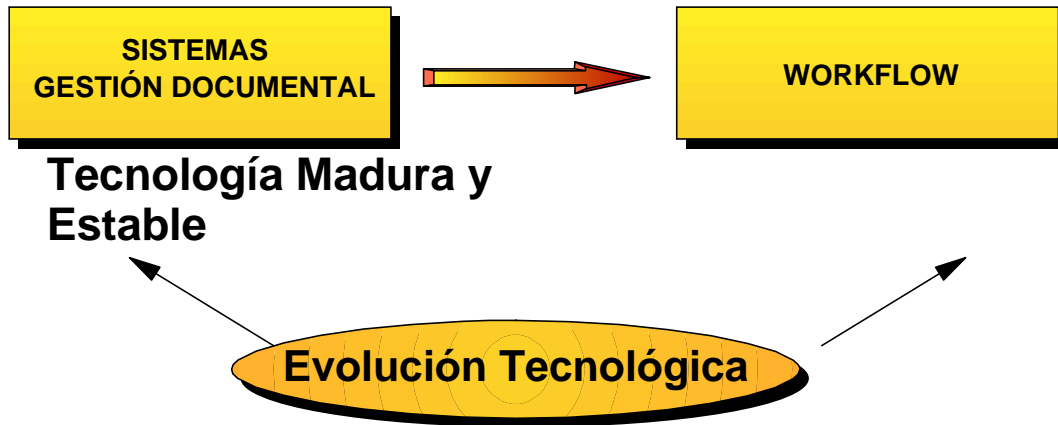 SISTEMAS
GESTIÓN DOCUMENTAL
WORKFLOW
Tecnología Madura y
Estable
Evolución Tecnológica